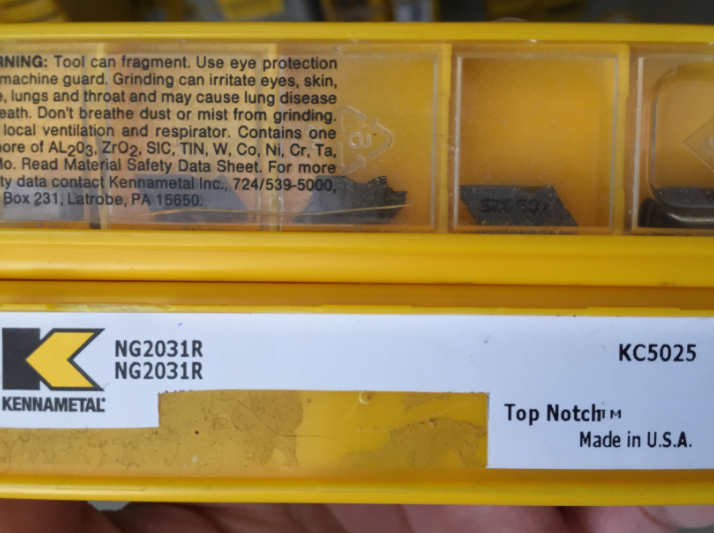 RNING: Tool can fragment. Use eye protection
machine guard. Grinding can irritate eyes, skin,
e, lungs and throat and may cause lung disease
eath. Don't breathe dust or mist from grinding.
local ventilation and respirator. Contains one
ore of AL2O3, ZrO2, SIC, TIN, W, Co, Ni, Cr, Ta,
Mo. Read Material Safety Data Sheet. For more
ty data contact Kennametal Inc., 724/539-5000,
Box 231, Latrobe, PA 15650.
NG2031R
NG2031R
KC5025
KENNAMETAL
Top Notch™
Made in U.S.A.